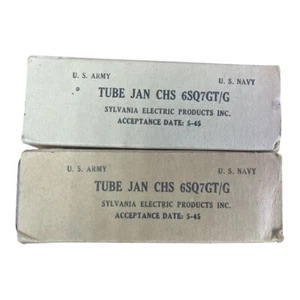 U. S. ARMY U. S. NAVY
TUBE JAN CHS 6SQ7GT/G
SYLVANIA ELECTRIC PRODUCTS INC.
ACCEPTANCE DATE: 5-45
U. S. ARMY U. S. NAVY
TUBE JAN CHS 6SQ7GT/G
SYLVANIA ELECTRIC PRODUCTS INC.
ACCEPTANCE DATE: 5-45